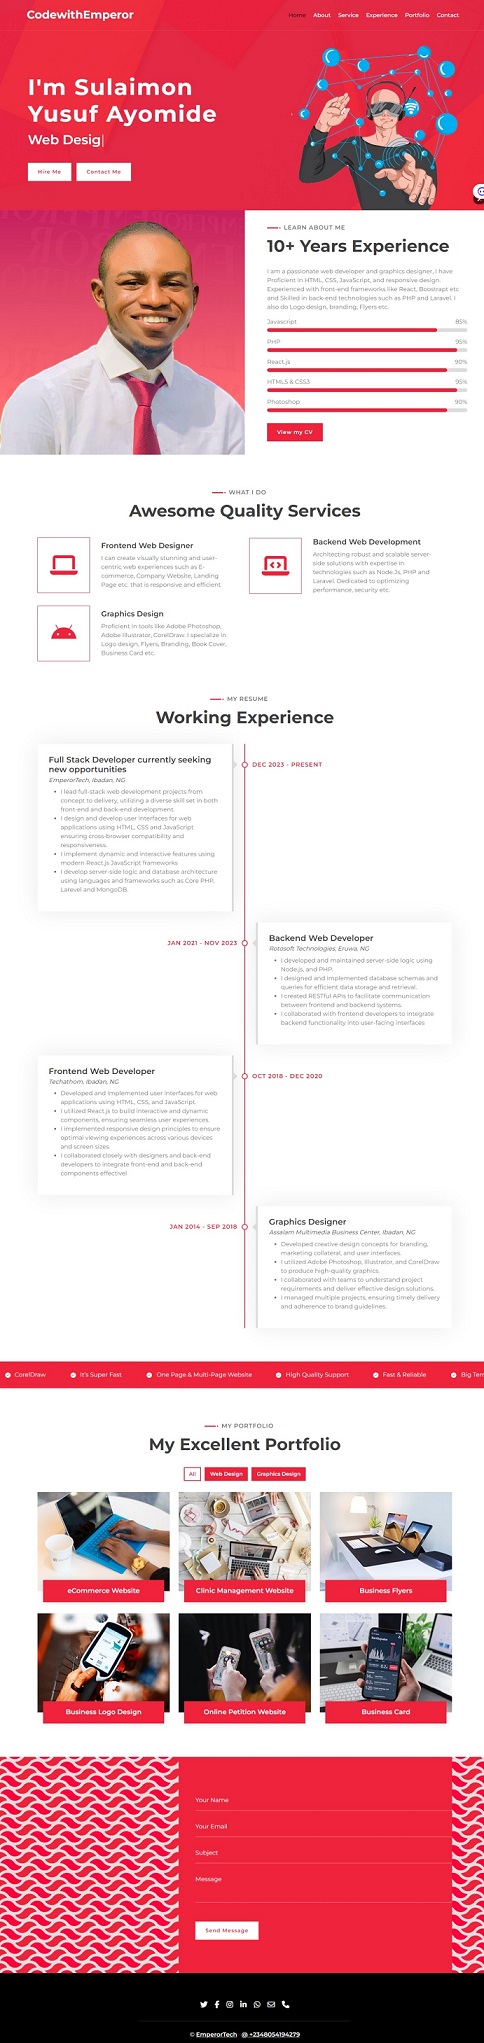 CodewithEmperor
Home About Service Experience Portfolio Contact
I'm Sulaimon
Yusuf Ayomide
Web Desig|
Hire Me Contact Me
LEARN ABOUT ME
10+ Years Experience
I am a passionate web developer and graphics designer, I have
Proficient in HTML, CSS, JavaScript, and responsive design.
Experienced with front-end frameworks like React, Boostrapt etc
and Skilled in back-end technologies such as PHP and Laravel. I
also do Logo design, branding, Flyers etc.
Javascript 85%
PHP 95%
React.js 90%
HTML5 & CSS3 95%
Photoshop 90%
View my CV
WHAT I DO
Awesome Quality Services
Frontend Web Designer
I can create visually stunning and user-
centric web experiences such as E-
commerce, Company Website, Landing
Page etc. that is responsive and efficient
Backend Web Development
Architecting robust and scalable server-
side solutions with expertise in
technologies such as Node.Js, PHP and
Laravel. Dedicated to optimizing
performance, security etc.
Graphics Design
Proficient in tools like Adobe Photoshop,
Adobe Illustrator, CorelDraw. I specialize in
Logo design, Flyers, Branding, Book Cover,
Business Card etc.
MY RESUME
Working Experience
Full Stack Developer currently seeking
new opportunities
EmperorTech, Ibadan, NG
I lead full-stack web development projects from
concept to delivery, utilizing a diverse skill set in both
front-end and back-end development.
I design and develop user interfaces for web
applications using HTML, CSS and JavaScript
ensuring cross-browser compatibility and
responsiveness.
I implement dynamic and interactive features using
modern React.js JavaScript frameworks
I develop server-side logic and database architecture
using languages and frameworks such as Core PHP,
Laravel and MongoDB.
DEC 2023 - PRESENT
JAN 2021 - NOV 2023
Backend Web Developer
Rotosoft Technologies, Eruwa, NG
I developed and maintained server-side logic using
Node.js, and PHP.
I designed and implemented database schemas and
queries for efficient data storage and retrieval.
I created RESTful APIs to facilitate communication
between frontend and backend systems.
I collaborated with frontend developers to integrate
backend functionality into user-facing interfaces
Frontend Web Developer
Techathom, Ibadan, NG
Developed and implemented user interfaces for web
applications using HTML, CSS, and JavaScript.
I utilized React.js to build interactive and dynamic
components, ensuring seamless user experiences.
I implemented responsive design principles to ensure
optimal viewing experiences across various devices
and screen sizes.
I collaborated closely with designers and back-end
developers to integrate front-end and back-end
components effectivel
OCT 2018 - DEC 2020
JAN 2014 - SEP 2018
Graphics Designer
Assalam Multimedia Business Center, Ibadan, NG
Developed creative design concepts for branding,
marketing collateral, and user interfaces.
I utilized Adobe Photoshop, Illustrator, and CorelDraw
to produce high-quality graphics.
I collaborated with teams to understand project
requirements and deliver effective design solutions.
I managed multiple projects, ensuring timely delivery
and adherence to brand guidelines.
CorelDraw It's Super Fast One Page & Multi-Page Website High Quality Support Fast & Reliable Big Tem
MY PORTFOLIO
My Excellent Portfolio
All Web Design Graphics Design
eCommerce Website Clinic Management Website Business Flyers
Business Logo Design Online Petition Website Business Card
Your Name
Your Email
Subject
Message
Send Message
© EmperorTech @ +2348054194279